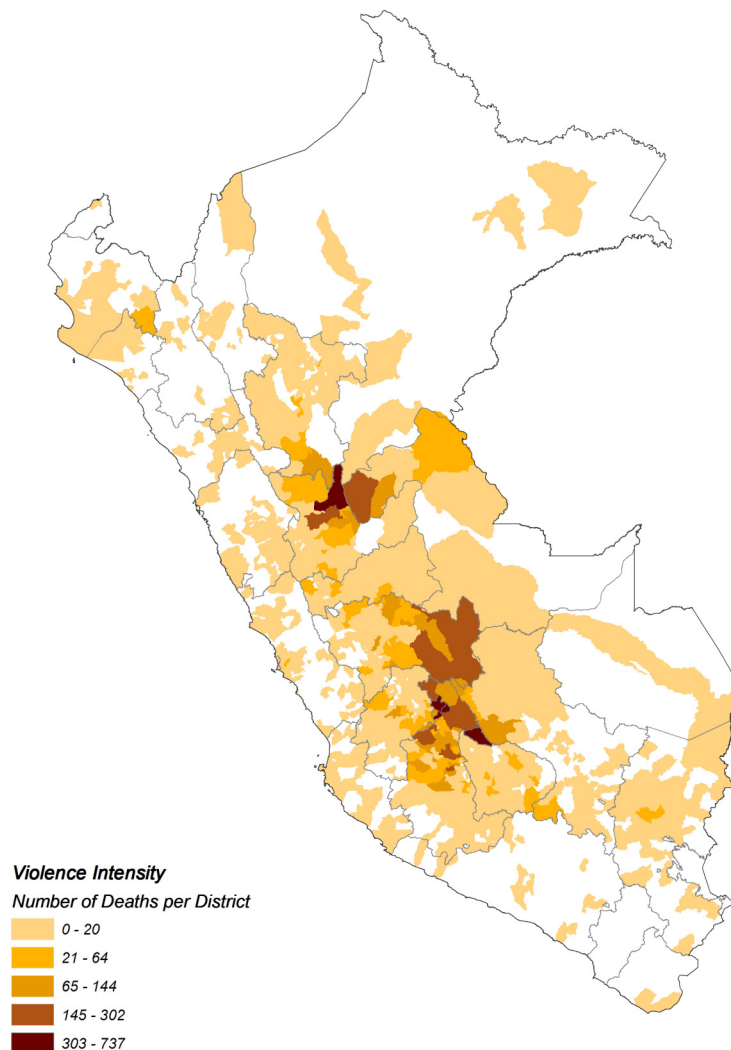 Violence Intensity
Number of Deaths per District
0 - 20
21 - 64
65 - 144
145 - 302
303 - 737